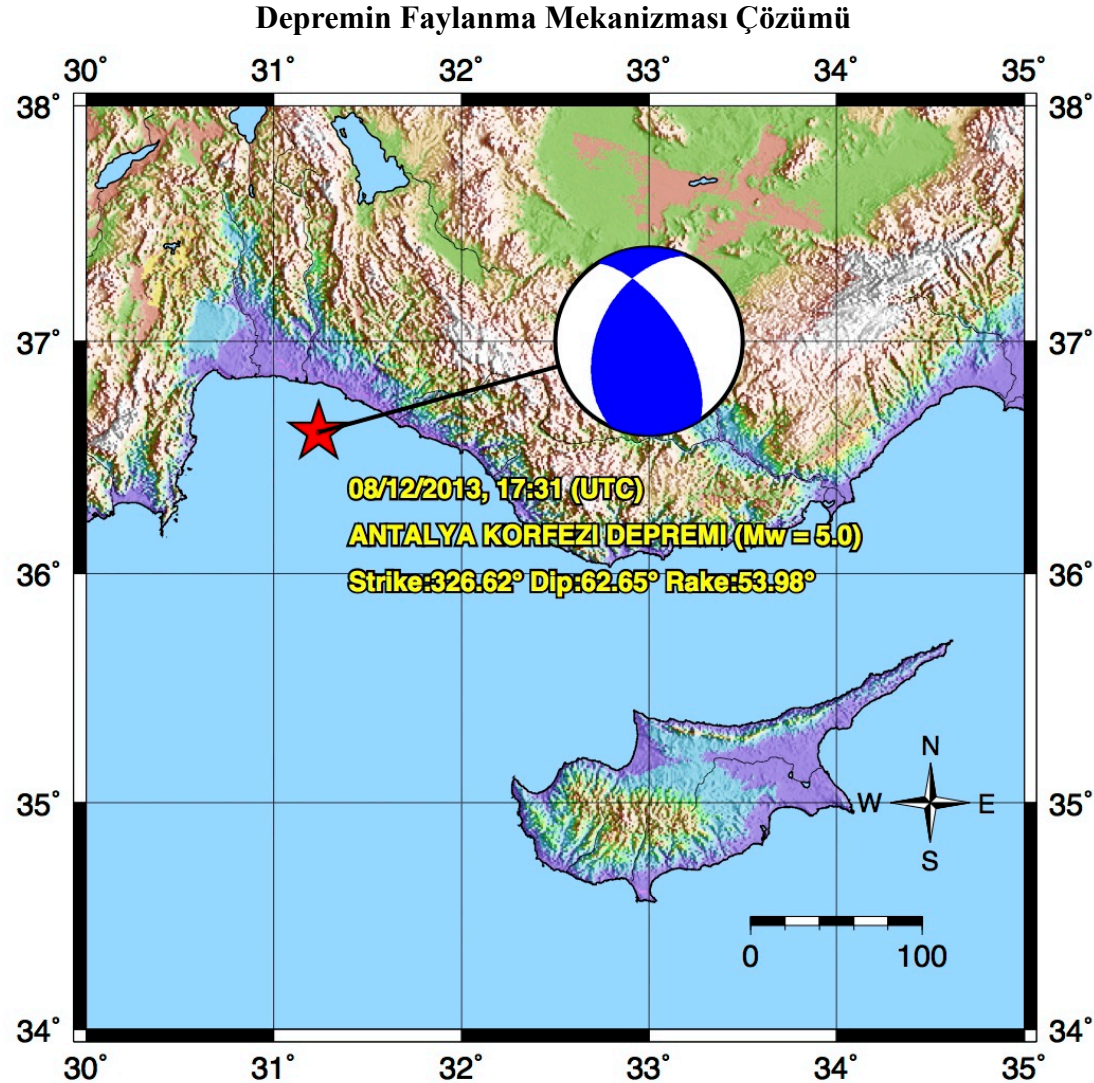 Depremin Faylanma Mekanizması Çözümü
30˚ 31˚ 32˚ 33˚ 34˚ 35˚
38˚ 38˚
37˚ 37˚
08/12/2013, 17:31 (UTC)
ANTALYA KORFEZI DEPREMI (Mw = 5.0)
36˚ 36˚
Strike:326.62° Dip:62.65° Rake:53.98°
N
35˚ W E 35˚
S
0 100
34˚ 34˚
30˚ 31˚ 32˚ 33˚ 34˚ 35˚